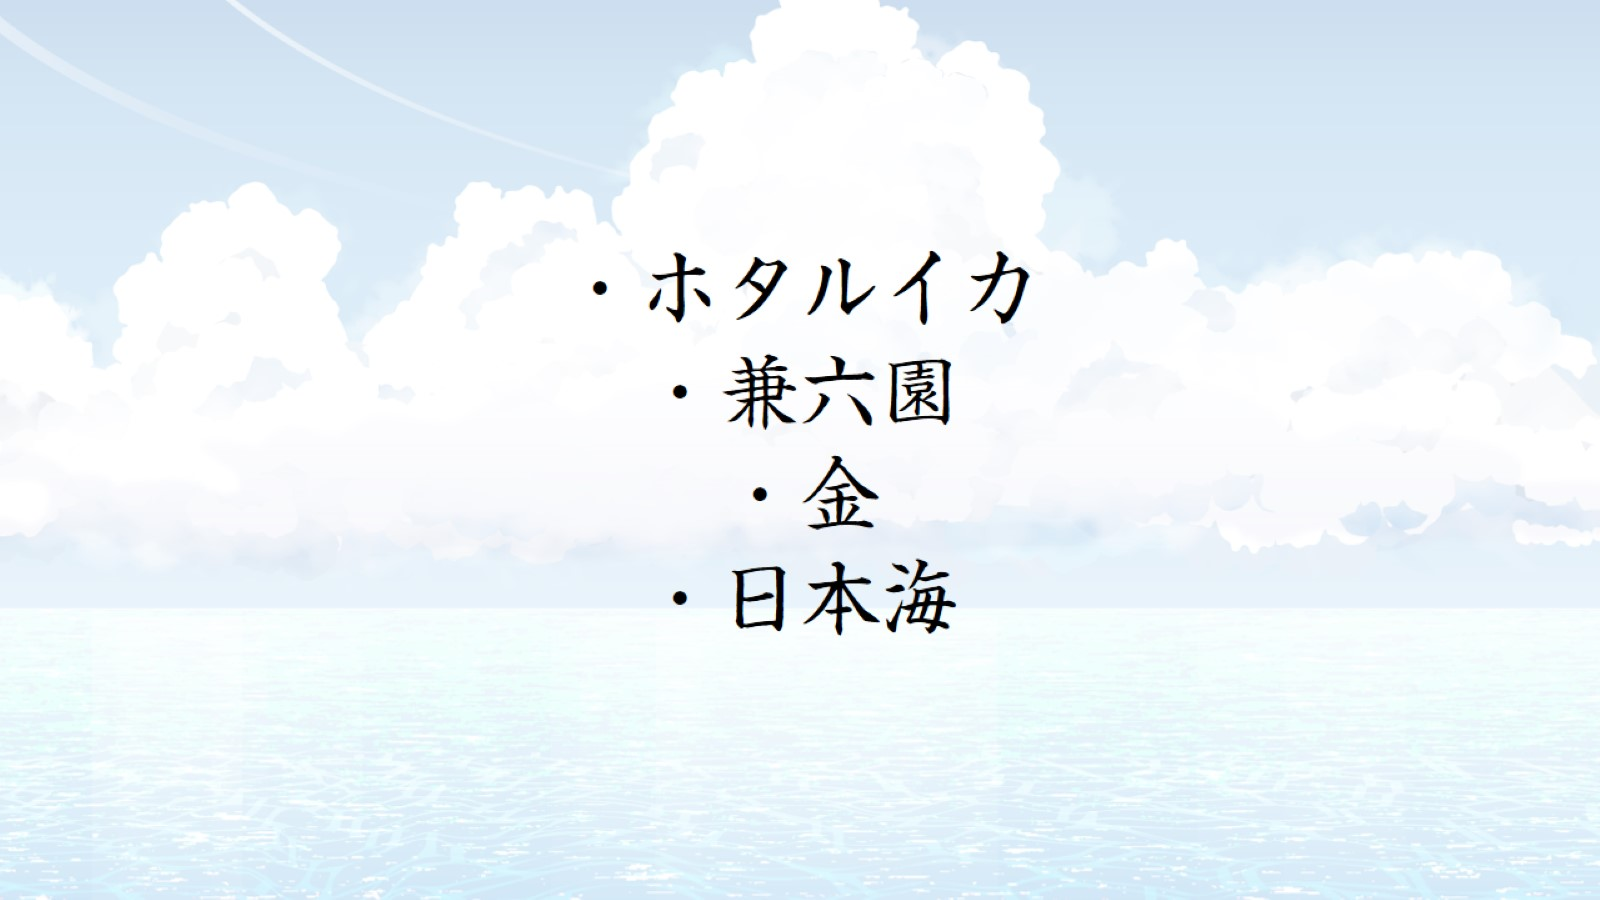 ・ホタルイカ
・兼六園
・金
・日本海